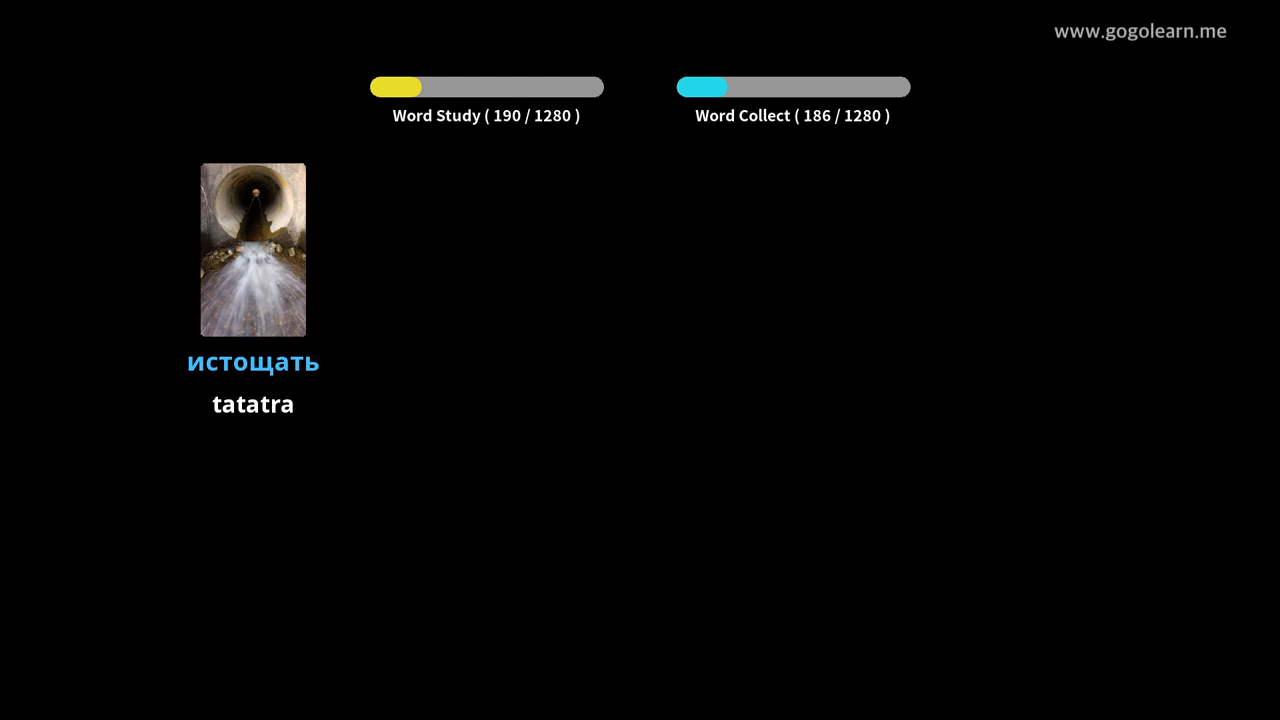 www.gogolearn.me
Word Study ( 190 / 1280 )
Word Collect ( 186 / 1280 )
истощать
tatatra